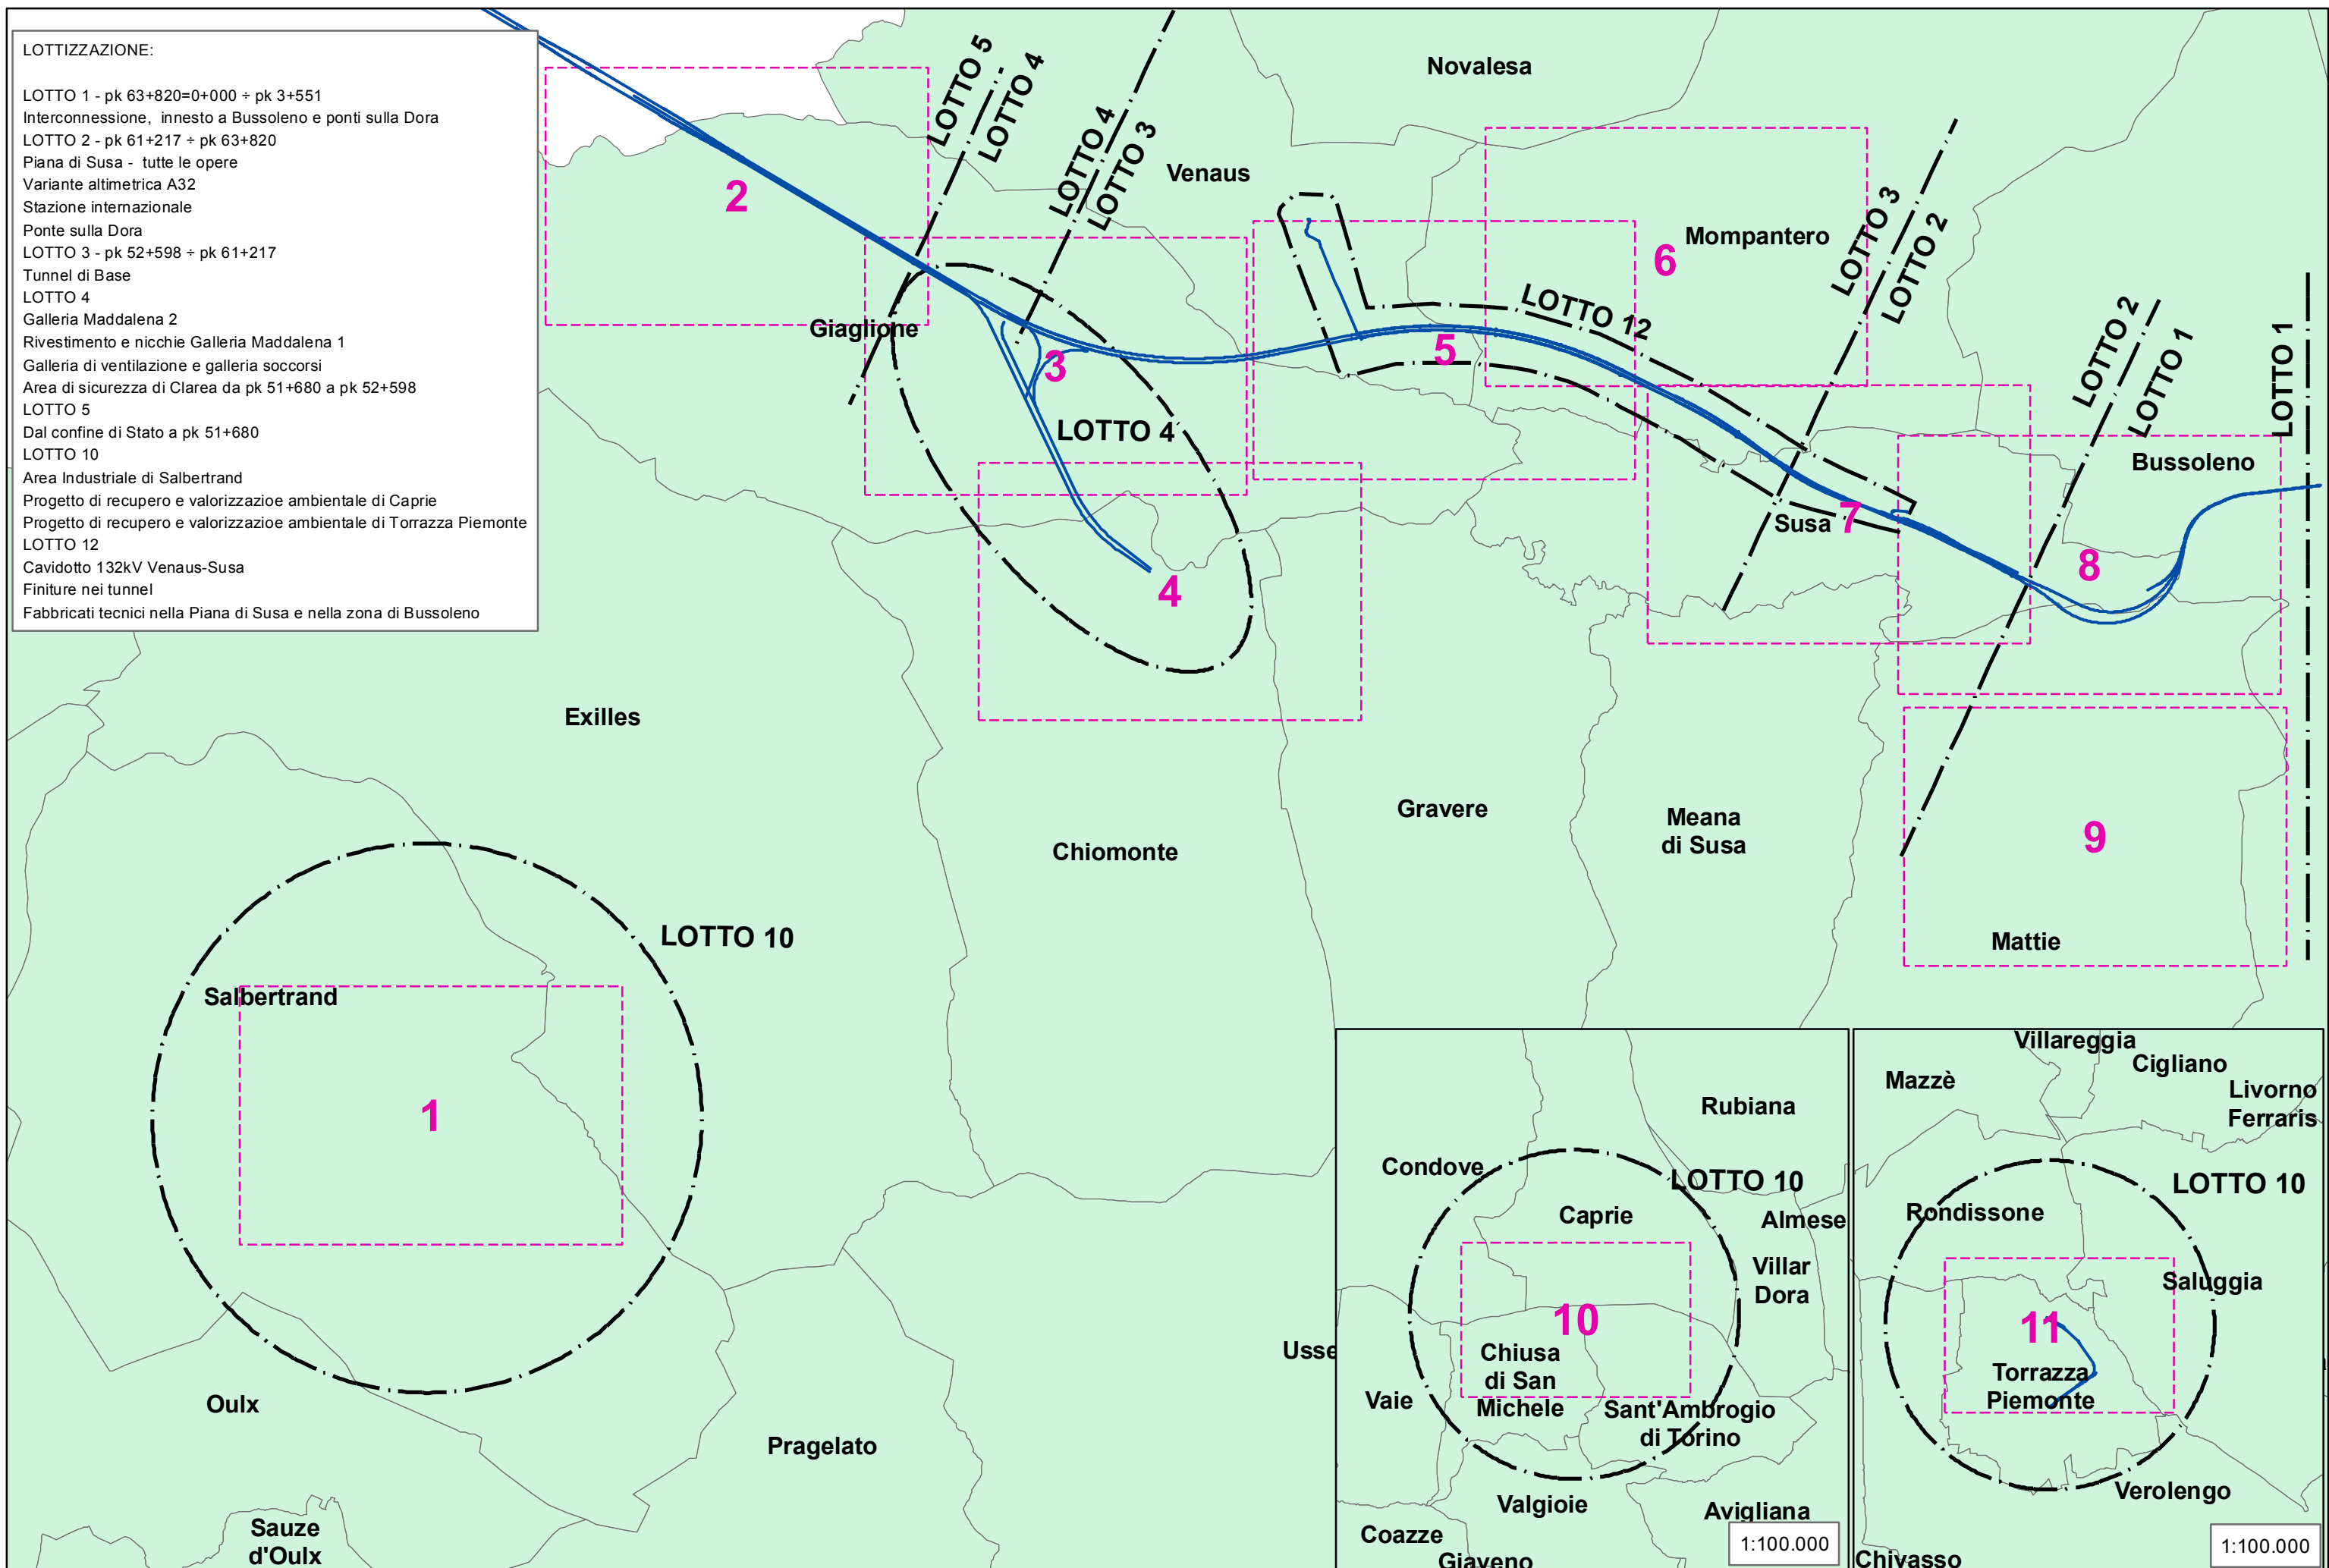 LOTTIZZAZIONE:
LOTTO 1 - pk 63+820=0+000 ÷ pk 3+551
Interconnessione, innesto a Bussoleno e ponti sulla Dora
LOTTO 2 - pk 61+217 ÷ pk 63+820
Piana di Susa - tutte le opere
Variante altimetrica A32
Stazione internazionale
Ponte sulla Dora
LOTTO 3 - pk 52+598 ÷ pk 61+217
Tunnel di Base
LOTTO 4
Galleria Maddalena 2
Rivestimento e nicchie Galleria Maddalena 1
Galleria di ventilazione e galleria soccorsi
Area di sicurezza di Clarea da pk 51+680 a pk 52+598
LOTTO 5
Dal confine di Stato a pk 51+680
LOTTO 10
Area Industriale di Salbertrand
Progetto di recupero e valorizzazioe ambientale di Caprie
Progetto di recupero e valorizzazioe ambientale di Torrazza Piemonte
LOTTO 12
Cavidotto 132kV Venaus-Susa
Finiture nei tunnel
Fabbricati tecnici nella Piana di Susa e nella zona di Bussoleno
LOTTO 5
LOTTO 4
LOTTO 4
LOTTO 3
Novalesa
Venaus
2
Mompantero
6
LOTTO 3
LOTTO 2
LOTTO 12
Giaglione
3
5
LOTTO 2
LOTTO 1
LOTTO 1
LOTTO 4
Bussoleno
Susa
7
8
4
Exilles
Gravere
Meana
di Susa
9
Chiomonte
Mattie
LOTTO 10
Salbertrand
1
Oulx
Pragelato
Sauze
d'Oulx
Usse
Rubiana
Condove
LOTTO 10
Caprie
Almese
Villar
Dora
10
Chiusa
di San
Michele
Vaie
Sant'Ambrogio
di Torino
Valgioie
Avigliana
Coazze
Giaveno
1:100.000
Villareggia
Cigliano
Mazzè
Livorno
Ferraris
LOTTO 10
Rondissone
Saluggia
11
Torrazza
Piemonte
Verolengo
Chivasso
1:100.000